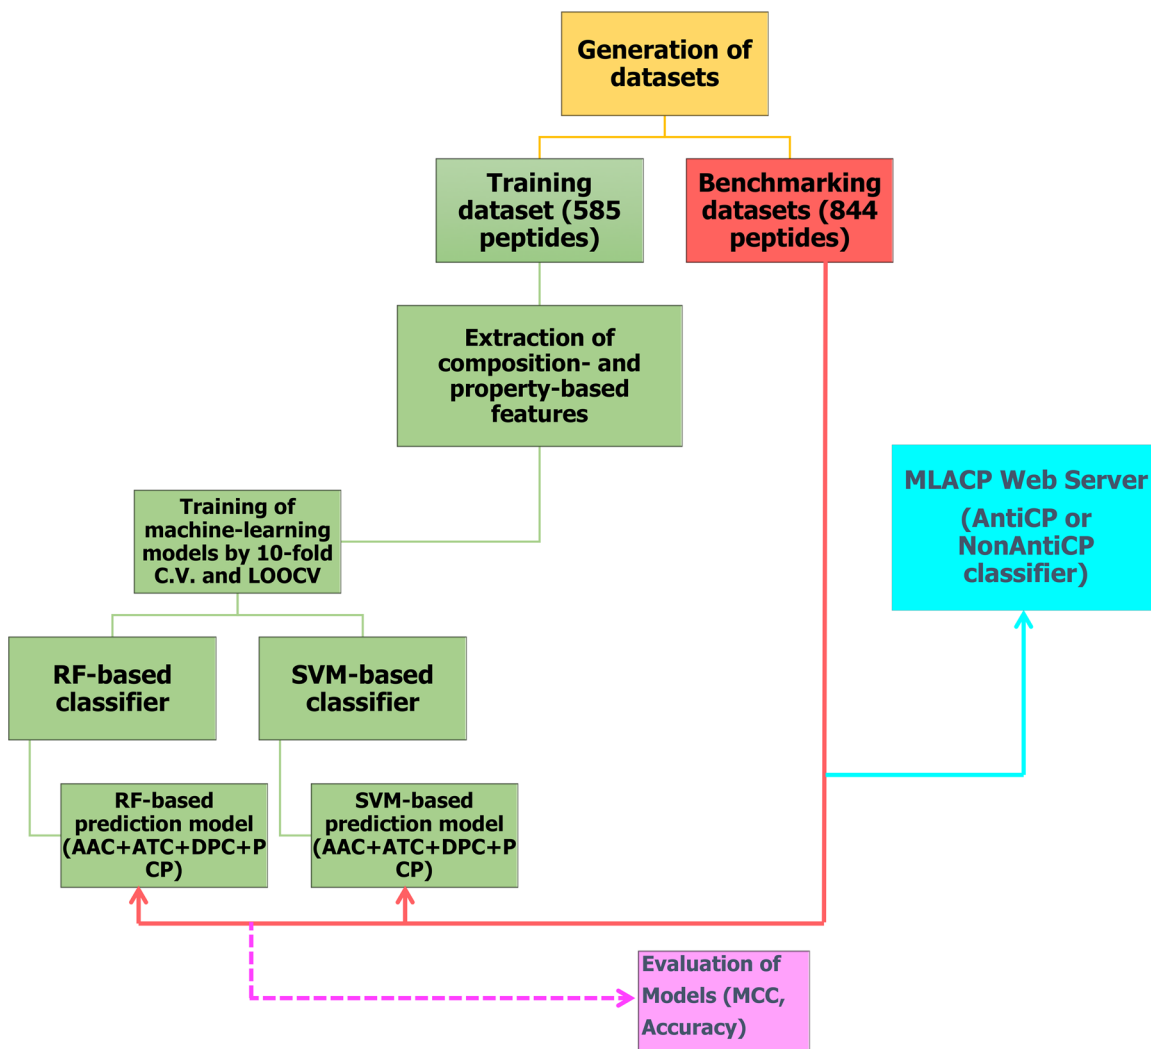 Generation of
datasets
Training
dataset (585
peptides)
Benchmarking
datasets (844
peptides)
Extraction of
composition- and
property-based
features
MLACP Web Server
(AntiCP or
NonAntiCP
classifier)
Training of
machine-learning
models by 10-fold
C.V. and LOOCV
RF-based
classifier
SVM-based
classifier
RF-based
prediction model
(AAC+ATC+DPC+P
CP)
SVM-based
prediction model
(AAC+ATC+DPC+P
CP)
Evaluation of
Models (MCC,
Accuracy)